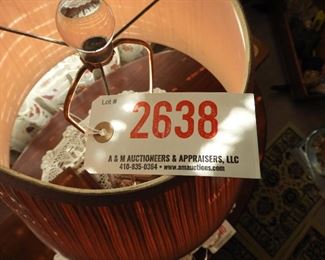 Lot #
2638
A & M AUCTIONEERS & APPRAISERS, LLC
410-835-0384 • www.amauctions.com